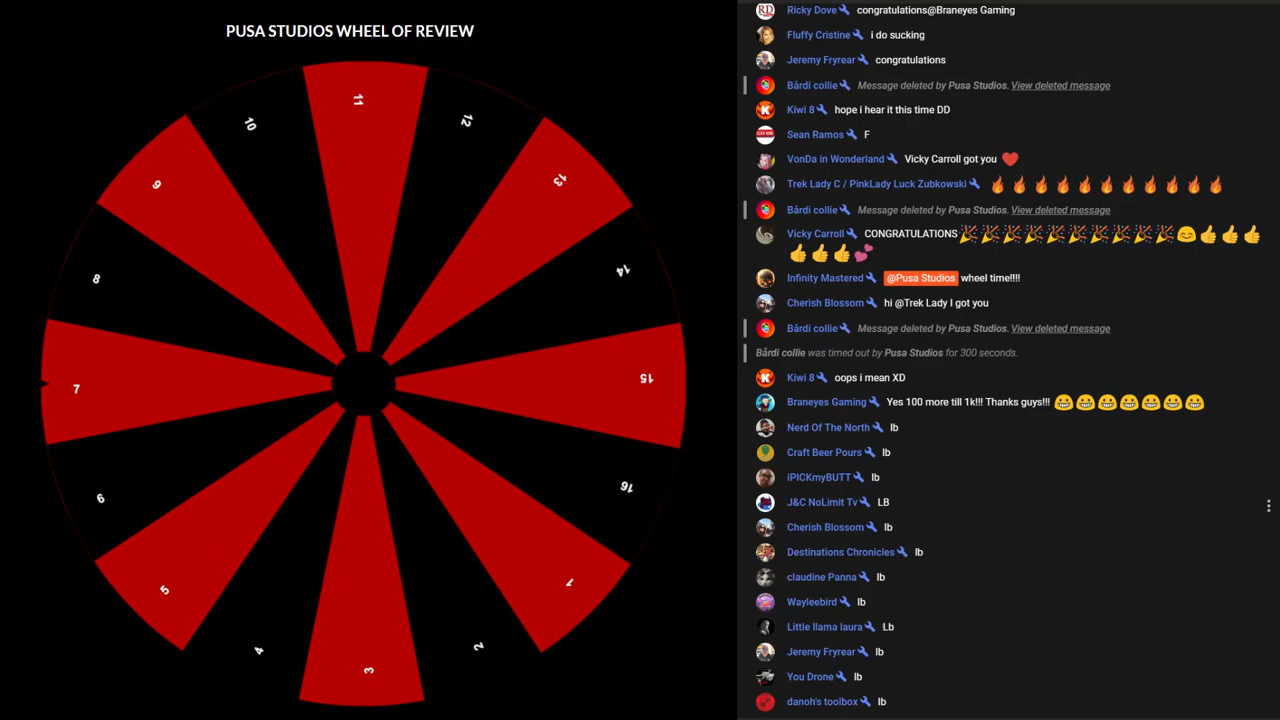 PUSA STUDIOS WHEEL OF REVIEW
11
12
13
14
15
16
1
2
3
4
5
6
7
8
9
10
Ricky Dove congratulations@Braneyes Gaming
Fluffy Cristine i do sucking
Jeremy Fryrear congratulations
Bårdi collie Message deleted by Pusa Studios. View deleted message
Kiwi 8 hope i hear it this time DD
Sean Ramos F
VonDa in Wonderland Vicky Carroll got you ❤️
Trek Lady C / PinkLady Luck Zubkowski 🔥🔥🔥🔥🔥🔥🔥🔥🔥🔥🔥
Bårdi collie Message deleted by Pusa Studios. View deleted message
Vicky Carroll CONGRATULATIONS🎉🎉🎉🎉🎉🎉🎉🎉🎉🎉😊👍👍👍
👍👍👍💕
Infinity Mastered @Pusa Studios wheel time!!!!
Cherish Blossom hi @Trek Lady I got you
Bårdi collie Message deleted by Pusa Studios. View deleted message
Bårdi collie was timed out by Pusa Studios for 300 seconds.
Kiwi 8 oops i mean XD
Braneyes Gaming Yes 100 more till 1k!!! Thanks guys!!! 😀😀😀😀😀😀😀
Nerd Of The North lb
Craft Beer Pours lb
iPICKmyBUTT lb
J&C NoLimit Tv LB
Cherish Blossom lb
Destinations Chronicles lb
claudine Panna lb
Wayleebird lb
Little llama laura Lb
Jeremy Fryrear lb
You Drone lb
danoh's toolbox lb